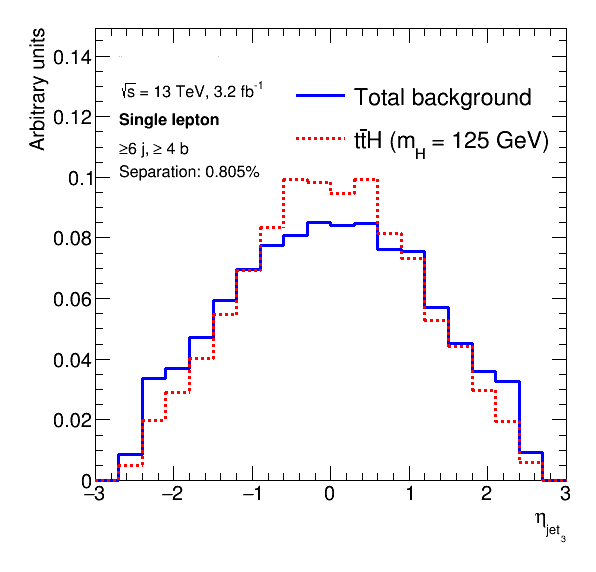 Arbitrary units
0.14
0.12
0.1
0.08
0.06
0.04
0.02
0
√s = 13 TeV, 3.2 fb⁻¹
Single lepton
≥6 j, ≥ 4 b
Separation: 0.805%
Total background
tt̄H (m_H = 125 GeV)
−3 −2 −1 0 1 2 3
η_jet₃